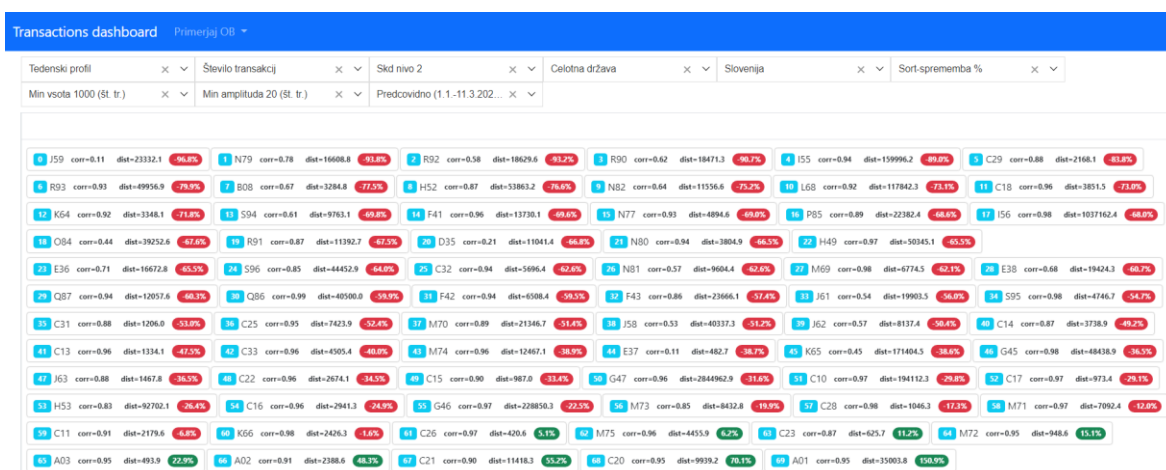 Transactions dashboard Primerjaj OB
Tedenski profil Število transakcij Skd nivo 2 Celotna država Slovenija Sort-sprememba %
Min vsota 1000 (št. tr.) Min amplituda 20 (št. tr.) Predcovidno (1.1.-11.3.202...
0 J59 corr=0.11 dist=23332.1 -96.8% 1 N79 corr=0.78 dist=16608.8 -93.8% 2 R92 corr=0.58 dist=18629.6 -93.2% 3 R90 corr=0.62 dist=18471.3 -90.7% 4 I55 corr=0.94 dist=159996.2 -89.0% 5 C29 corr=0.88 dist=2168.1 -83.8%
6 R93 corr=0.93 dist=49956.9 -79.9% 7 B08 corr=0.67 dist=3284.8 -77.5% 8 H52 corr=0.87 dist=53863.2 -76.6% 9 N82 corr=0.64 dist=11556.6 -75.2% 10 L68 corr=0.92 dist=117842.3 -73.1% 11 C18 corr=0.96 dist=3851.5 -73.0%
12 K64 corr=0.92 dist=3348.1 -71.8% 13 S94 corr=0.61 dist=9763.1 -69.8% 14 F41 corr=0.96 dist=13730.1 -69.6% 15 N77 corr=0.93 dist=4894.6 -69.0% 16 P85 corr=0.89 dist=22382.4 -68.6% 17 I56 corr=0.98 dist=1037162.4 -68.0%
18 O84 corr=0.44 dist=39252.6 -67.6% 19 R91 corr=0.87 dist=11392.7 -67.5% 20 D35 corr=0.21 dist=11041.4 -66.8% 21 N80 corr=0.94 dist=3804.9 -66.5% 22 H49 corr=0.97 dist=50345.1 -65.5%
23 E36 corr=0.71 dist=16672.8 -65.5% 24 S96 corr=0.85 dist=44452.9 -64.0% 25 C32 corr=0.94 dist=5696.4 -62.6% 26 N81 corr=0.57 dist=9604.4 -62.6% 27 M69 corr=0.98 dist=6774.5 -62.1% 28 E38 corr=0.68 dist=19424.3 -60.7%
29 Q87 corr=0.94 dist=12057.6 -60.3% 30 Q86 corr=0.99 dist=40500.0 -59.9% 31 F42 corr=0.94 dist=6508.4 -59.5% 32 F43 corr=0.86 dist=23666.1 -57.4% 33 J61 corr=0.54 dist=19903.5 -56.0% 34 S95 corr=0.98 dist=4746.7 -54.7%
35 C31 corr=0.88 dist=1206.0 -53.0% 36 C25 corr=0.95 dist=7423.9 -52.4% 37 M70 corr=0.89 dist=21346.7 -51.4% 38 J58 corr=0.53 dist=40337.3 -51.2% 39 J62 corr=0.57 dist=8137.4 -50.4% 40 C14 corr=0.87 dist=3738.9 -49.2%
41 C13 corr=0.96 dist=1334.1 -47.5% 42 C33 corr=0.96 dist=4505.4 -40.0% 43 M74 corr=0.96 dist=12467.1 -38.9% 44 E37 corr=0.11 dist=482.7 -38.7% 45 K65 corr=0.45 dist=171404.5 -38.6% 46 G45 corr=0.98 dist=48438.9 -36.5%
47 J63 corr=0.88 dist=1467.8 -36.5% 48 C22 corr=0.96 dist=2674.1 -34.5% 49 C15 corr=0.90 dist=987.0 -33.4% 50 G47 corr=0.96 dist=2844962.9 -31.6% 51 C10 corr=0.97 dist=194112.3 -29.8% 52 C17 corr=0.97 dist=973.4 -29.1%
53 H53 corr=0.83 dist=92702.1 -26.4% 54 C16 corr=0.96 dist=2941.3 -24.9% 55 G46 corr=0.97 dist=228850.3 -22.5% 56 M73 corr=0.85 dist=8432.8 -19.9% 57 C28 corr=0.98 dist=1046.3 -17.3% 58 M71 corr=0.97 dist=7092.4 -12.0%
59 C11 corr=0.91 dist=2179.6 -6.8% 60 K66 corr=0.98 dist=2426.3 -1.6% 61 C26 corr=0.97 dist=420.6 5.1% 62 M75 corr=0.96 dist=4455.9 6.2% 63 C23 corr=0.87 dist=625.7 11.2% 64 M72 corr=0.95 dist=948.6 15.1%
65 A03 corr=0.95 dist=493.9 22.9% 66 A02 corr=0.91 dist=2388.6 48.3% 67 C21 corr=0.90 dist=11418.3 55.2% 68 C20 corr=0.95 dist=9939.2 70.1% 69 A01 corr=0.95 dist=35003.8 150.9%